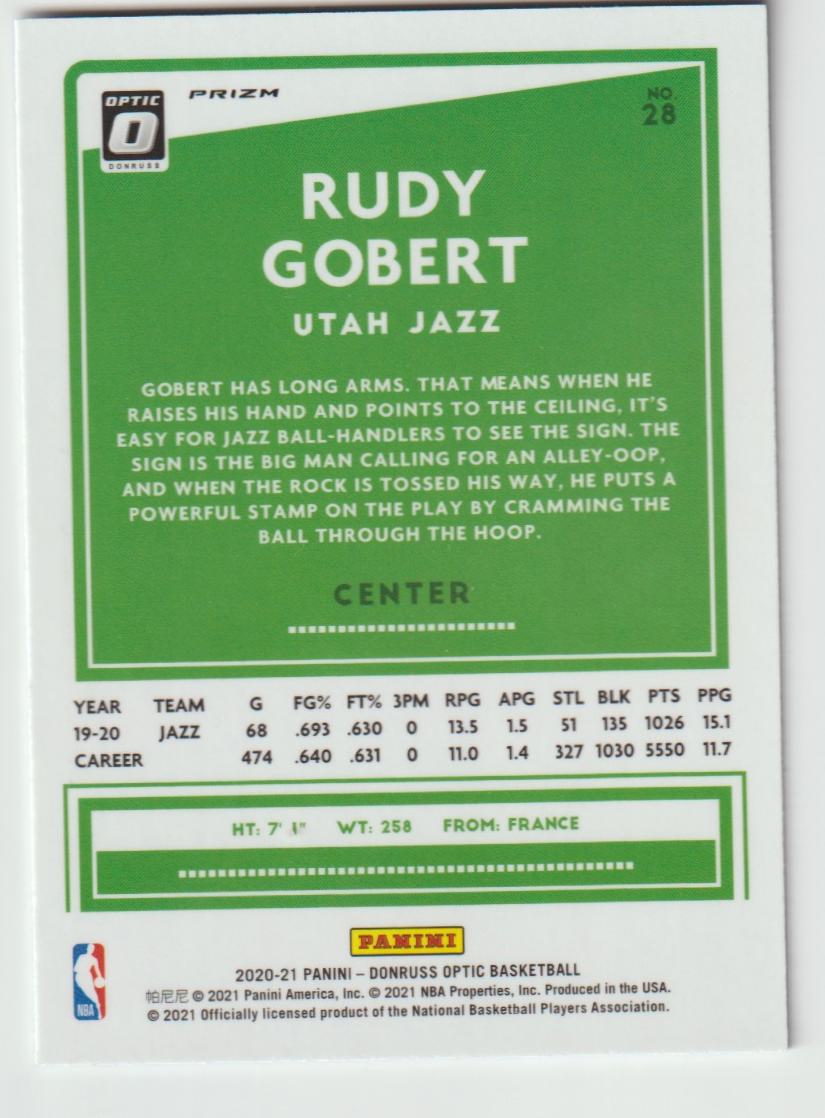 OPTIC
DONRUSS
PRIZM
NO.
28
RUDY
GOBERT
UTAH JAZZ
GOBERT HAS LONG ARMS. THAT MEANS WHEN HE
RAISES HIS HAND AND POINTS TO THE CEILING, IT'S
EASY FOR JAZZ BALL-HANDLERS TO SEE THE SIGN. THE
SIGN IS THE BIG MAN CALLING FOR AN ALLEY-OOP,
AND WHEN THE ROCK IS TOSSED HIS WAY, HE PUTS A
POWERFUL STAMP ON THE PLAY BY CRAMMING THE
BALL THROUGH THE HOOP.
CENTER
YEAR TEAM G FG% FT% 3PM RPG APG STL BLK PTS PPG
19-20 JAZZ 68 .693 .630 0 13.5 1.5 51 135 1026 15.1
CAREER 474 .640 .631 0 11.0 1.4 327 1030 5550 11.7
HT: 7' 1" WT: 258 FROM: FRANCE
PANINI
2020-21 PANINI – DONRUSS OPTIC BASKETBALL
帕尼尼 © 2021 Panini America, Inc. © 2021 NBA Properties, Inc. Produced in the USA.
© 2021 Officially licensed product of the National Basketball Players Association.
NBA